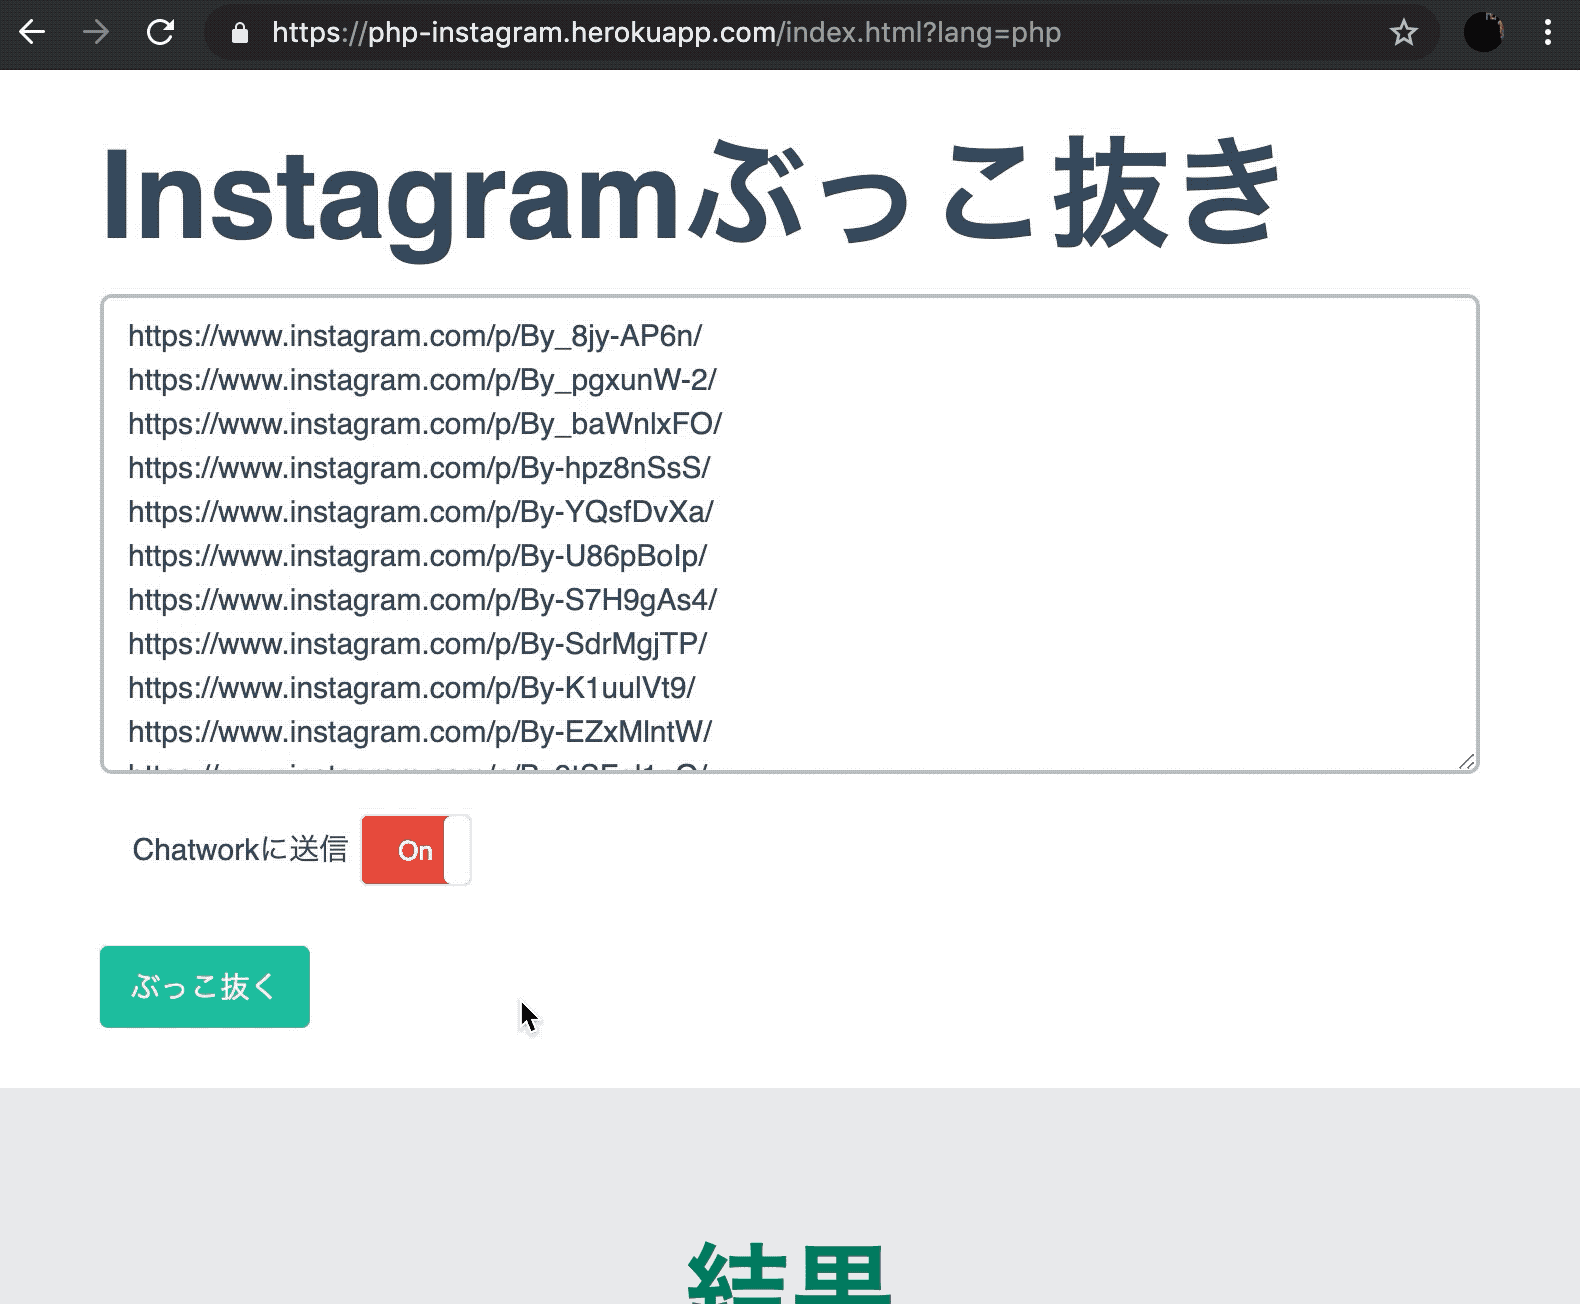 https://php-instagram.herokuapp.com/index.html?lang=php
Instagramぶっこ抜き
https://www.instagram.com/p/By_8jy-AP6n/
https://www.instagram.com/p/By_pgxunW-2/
https://www.instagram.com/p/By_baWnlxFO/
https://www.instagram.com/p/By-hpz8nSsS/
https://www.instagram.com/p/By-YQsfDvXa/
https://www.instagram.com/p/By-U86pBoIp/
https://www.instagram.com/p/By-S7H9gAs4/
https://www.instagram.com/p/By-SdrMgjTP/
https://www.instagram.com/p/By-K1uulVt9/
https://www.instagram.com/p/By-EZxMlntW/
Chatworkに送信 On
ぶっこ抜く
結果